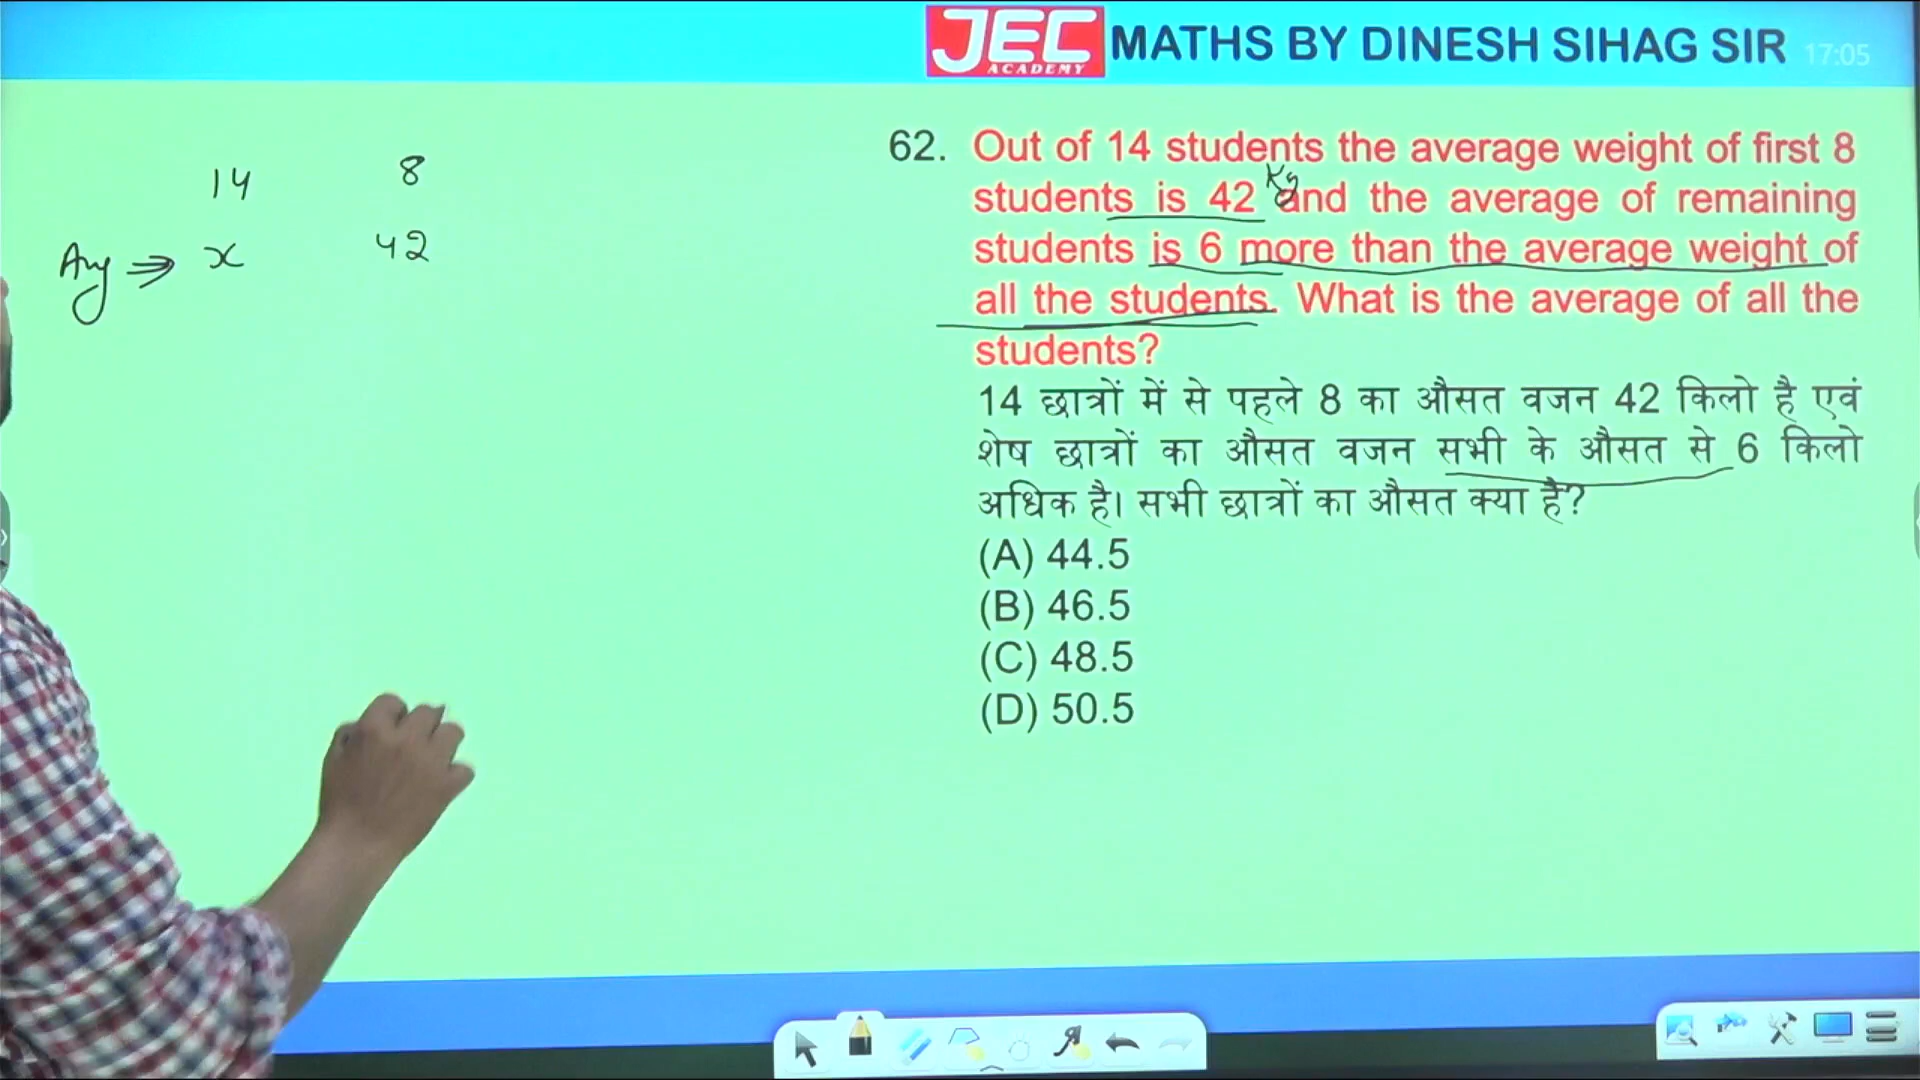 JEC ACADEMY MATHS BY DINESH SIHAG SIR 17:05
14 8
Avg ⇒ x 42
62. Out of 14 students the average weight of first 8
Kg
students is 42 and the average of remaining
students is 6 more than the average weight of
all the students. What is the average of all the
students?
14 छात्रों में से पहले 8 का औसत वजन 42 किलो है एवं
शेष छात्रों का औसत वजन सभी के औसत से 6 किलो
अधिक है। सभी छात्रों का औसत क्या है?
(A) 44.5
(B) 46.5
(C) 48.5
(D) 50.5